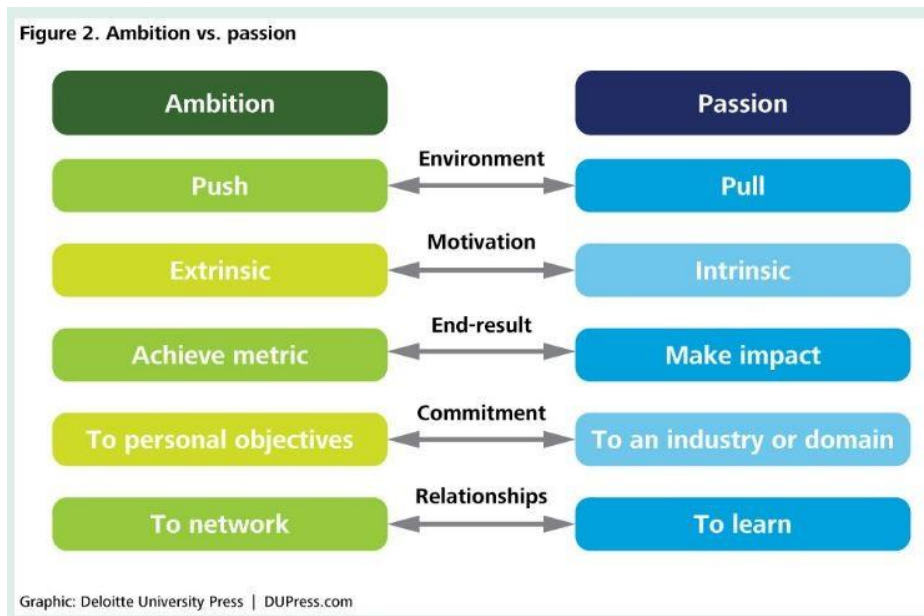 Figure 2. Ambition vs. passion
Ambition
Passion
Environment
Push
Pull
Motivation
Extrinsic
Intrinsic
End-result
Achieve metric
Make impact
Commitment
To personal objectives
To an industry or domain
Relationships
To network
To learn
Graphic: Deloitte University Press | DUPress.com